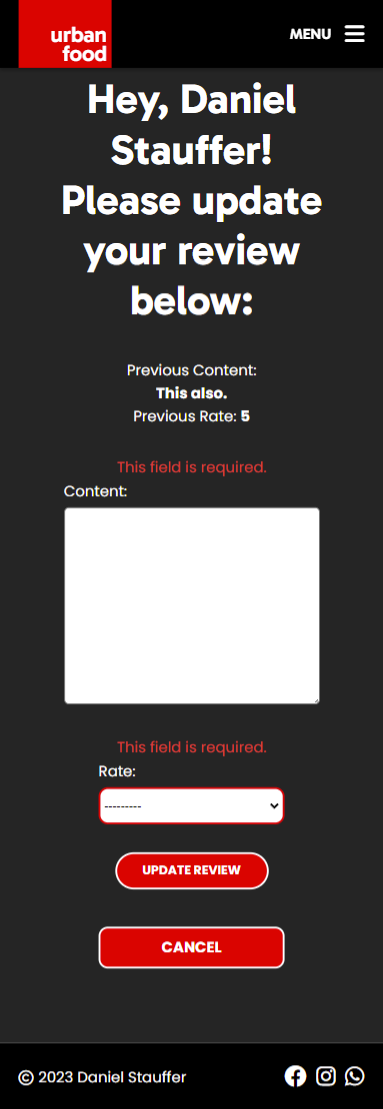 urban
food
MENU
Hey, Daniel
Stauffer!
Please update
your review
below:
Previous Content:
This also.
Previous Rate: 5
This field is required.
Content:
This field is required.
Rate:
---------
UPDATE REVIEW
CANCEL
© 2023 Daniel Stauffer